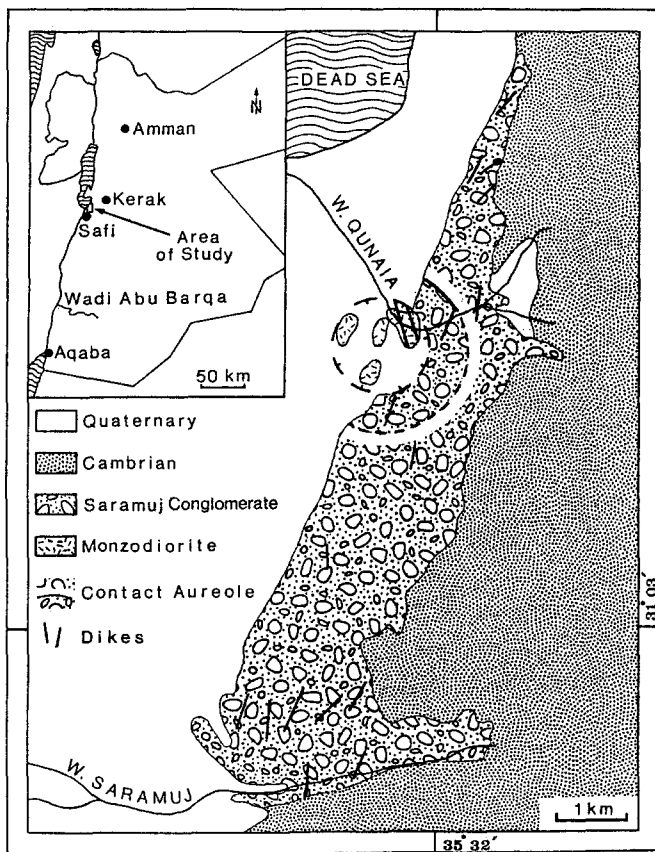 DEAD SEA
N
Amman
Kerak
Safi
Area
of Study
Wadi Abu Barqa
Aqaba
50 km
W. QUNAIA
Quaternary
Cambrian
Saramuj Conglomerate
Monzodiorite
Contact Aureole
Dikes
W. SARAMUJ
1 km
31° 03′
35° 32′